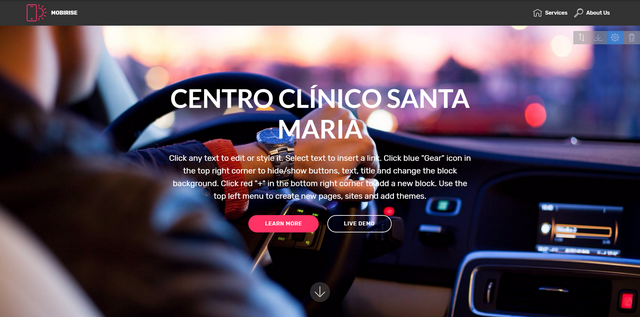 MOBIRISE
Services
About Us
CENTRO CLÍNICO SANTA
MARIA
Click any text to edit or style it. Select text to insert a link. Click blue "Gear" icon in
the top right corner to hide/show buttons, text, title and change the block
background. Click red "+" in the bottom right corner to add a new block. Use the
top left menu to create new pages, sites and add themes.
LEARN MORE
LIVE DEMO